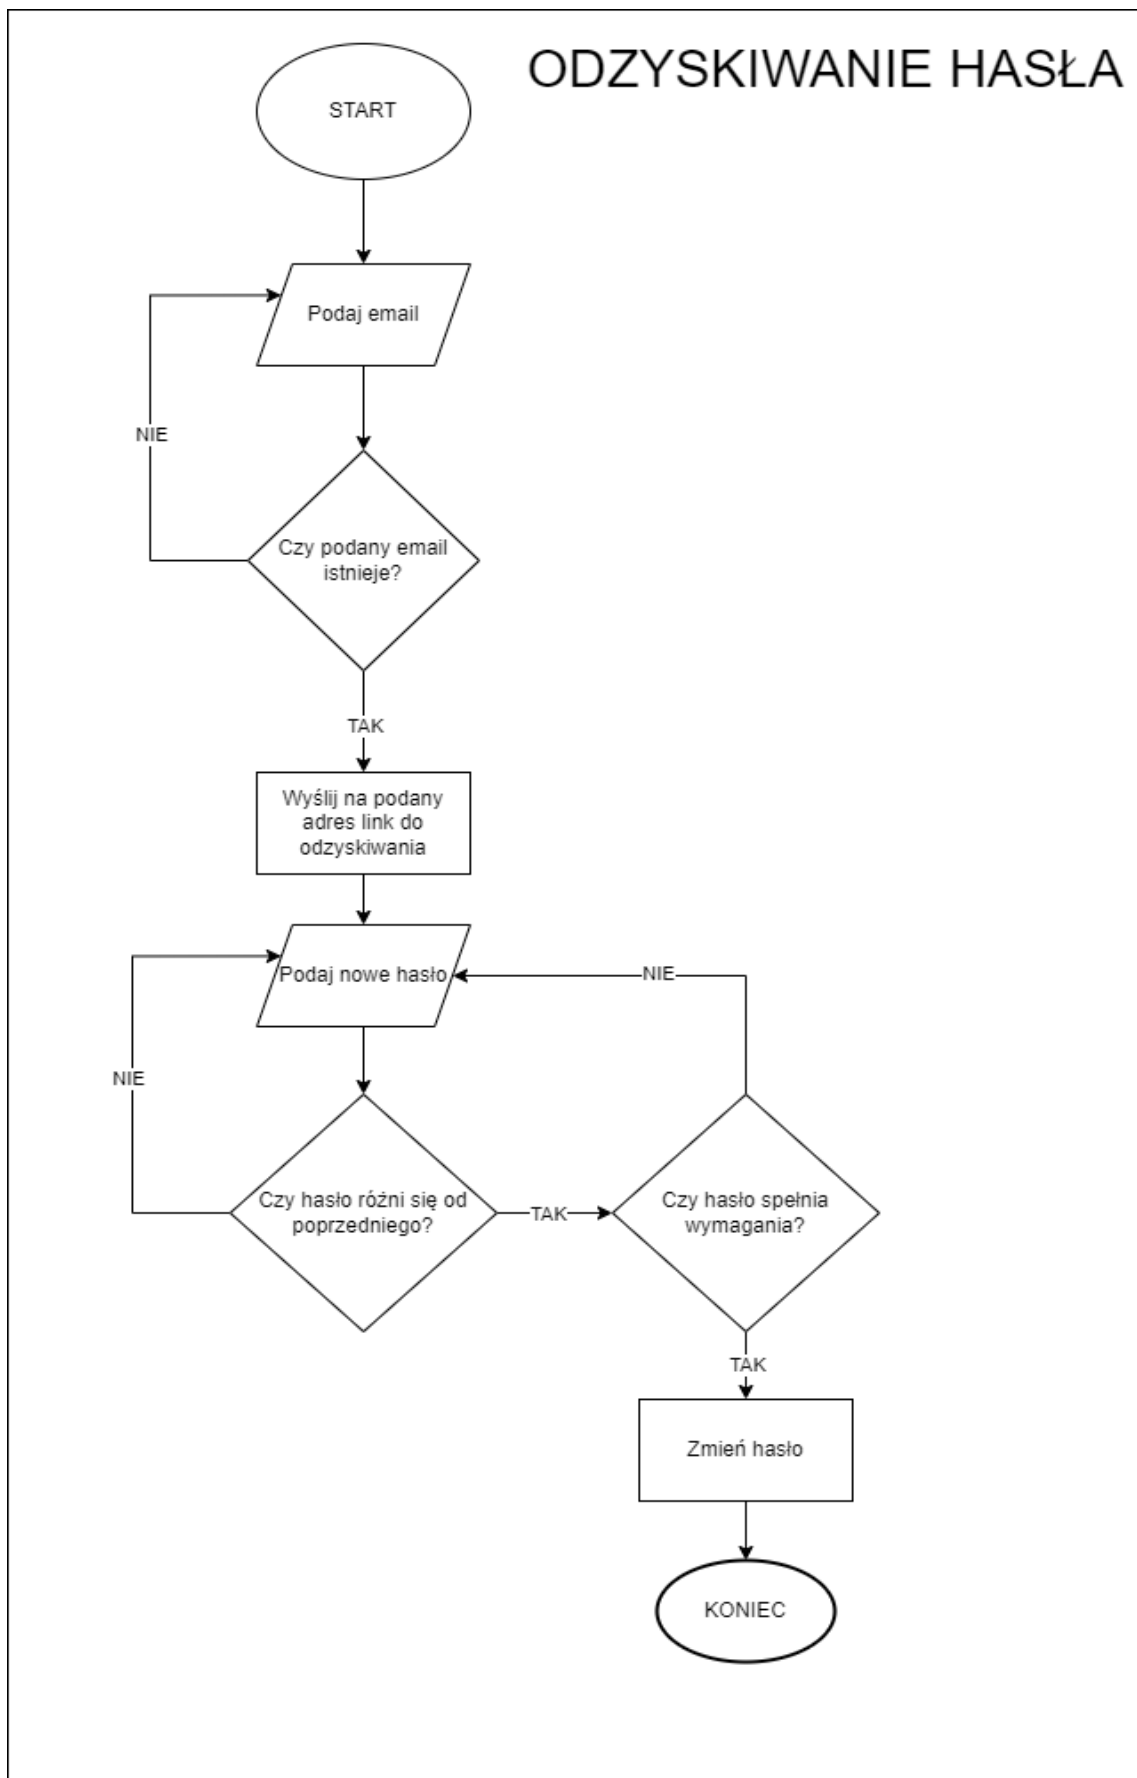 ODZYSKIWANIE HASŁA
START
Podaj email
NIE
Czy podany email
istnieje?
TAK
Wyślij na podany
adres link do
odzyskiwania
Podaj nowe hasło
NIE
NIE
Czy hasło różni się od
poprzedniego?
TAK
Czy hasło spełnia
wymagania?
TAK
Zmień hasło
KONIEC